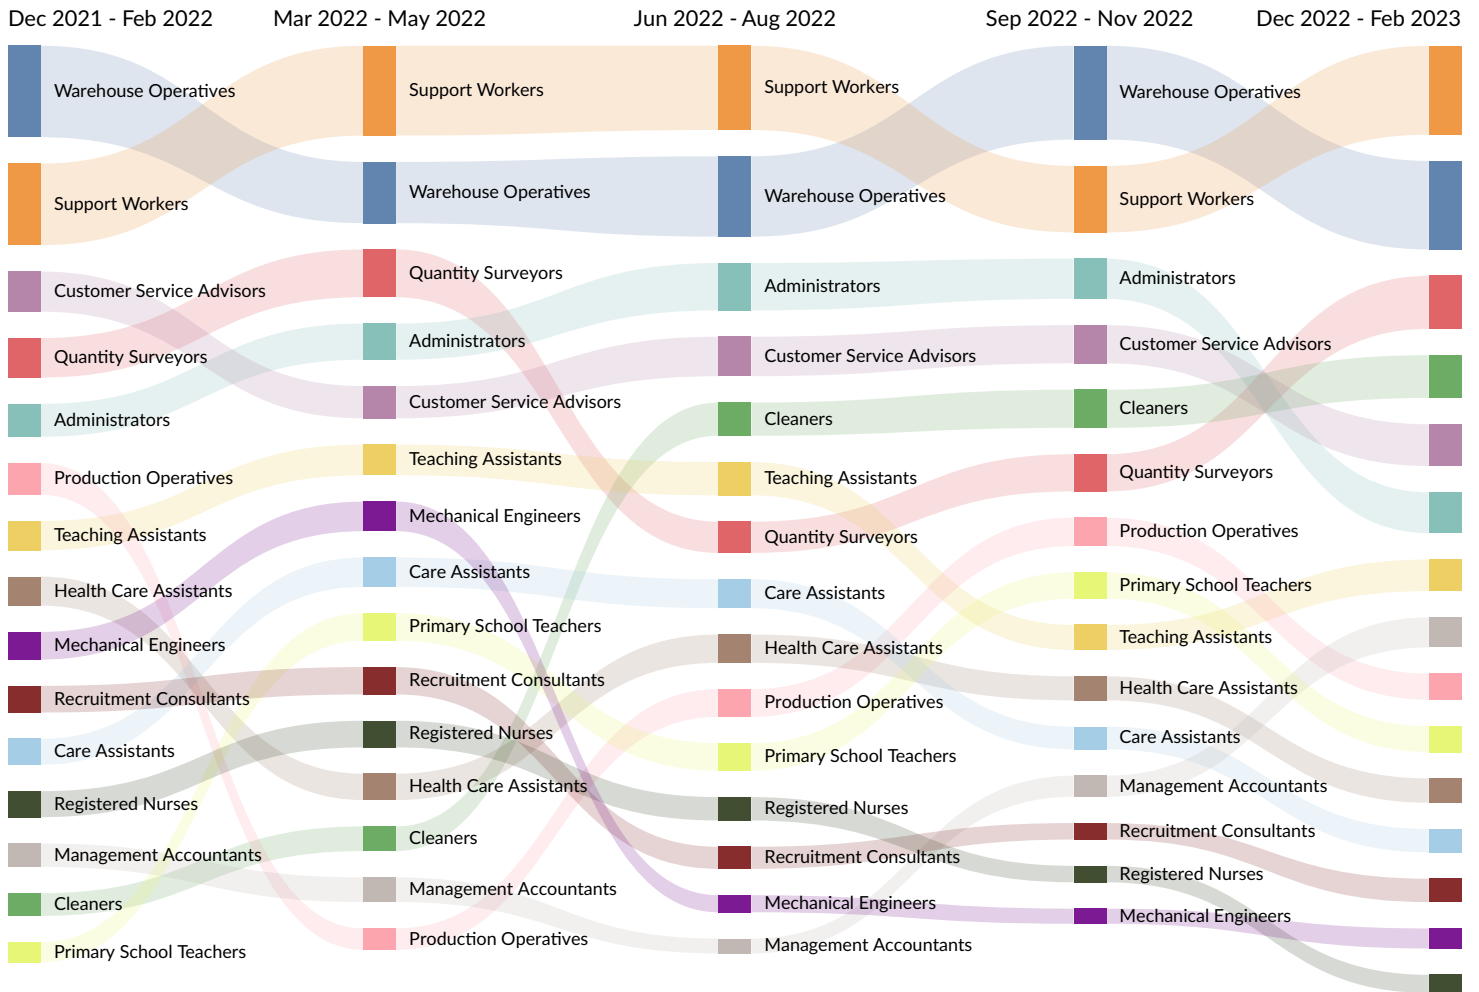 Dec 2021 - Feb 2022
Mar 2022 - May 2022
Jun 2022 - Aug 2022
Sep 2022 - Nov 2022
Dec 2022 - Feb 2023
Warehouse Operatives
Support Workers
Customer Service Advisors
Quantity Surveyors
Administrators
Production Operatives
Teaching Assistants
Health Care Assistants
Mechanical Engineers
Recruitment Consultants
Care Assistants
Registered Nurses
Management Accountants
Cleaners
Primary School Teachers
Support Workers
Warehouse Operatives
Quantity Surveyors
Administrators
Customer Service Advisors
Teaching Assistants
Mechanical Engineers
Care Assistants
Primary School Teachers
Recruitment Consultants
Registered Nurses
Health Care Assistants
Cleaners
Management Accountants
Production Operatives
Support Workers
Warehouse Operatives
Administrators
Customer Service Advisors
Cleaners
Teaching Assistants
Quantity Surveyors
Care Assistants
Health Care Assistants
Production Operatives
Primary School Teachers
Registered Nurses
Recruitment Consultants
Mechanical Engineers
Management Accountants
Warehouse Operatives
Support Workers
Administrators
Customer Service Advisors
Cleaners
Quantity Surveyors
Production Operatives
Primary School Teachers
Teaching Assistants
Health Care Assistants
Care Assistants
Management Accountants
Recruitment Consultants
Registered Nurses
Mechanical Engineers